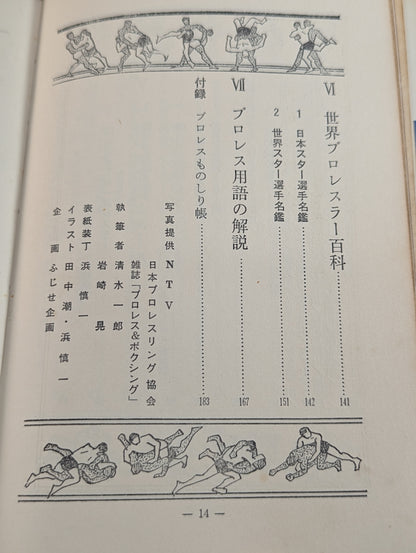 Ⅵ 世界プロレスラー百科……141
1 日本スター選手名鑑……142
2 世界スター選手名鑑……151
Ⅶ プロレス用語の解説……167
付録 プロレスものしり帳……183
写真提供 NTV
日本プロレスリング協会
雑誌「プロレス&ボクシング」
執筆者 清水一郎
岩崎晃
表紙装丁 浜慎一
イラスト 田中潮・浜慎一
企画 ふじせ企画
— 14 —